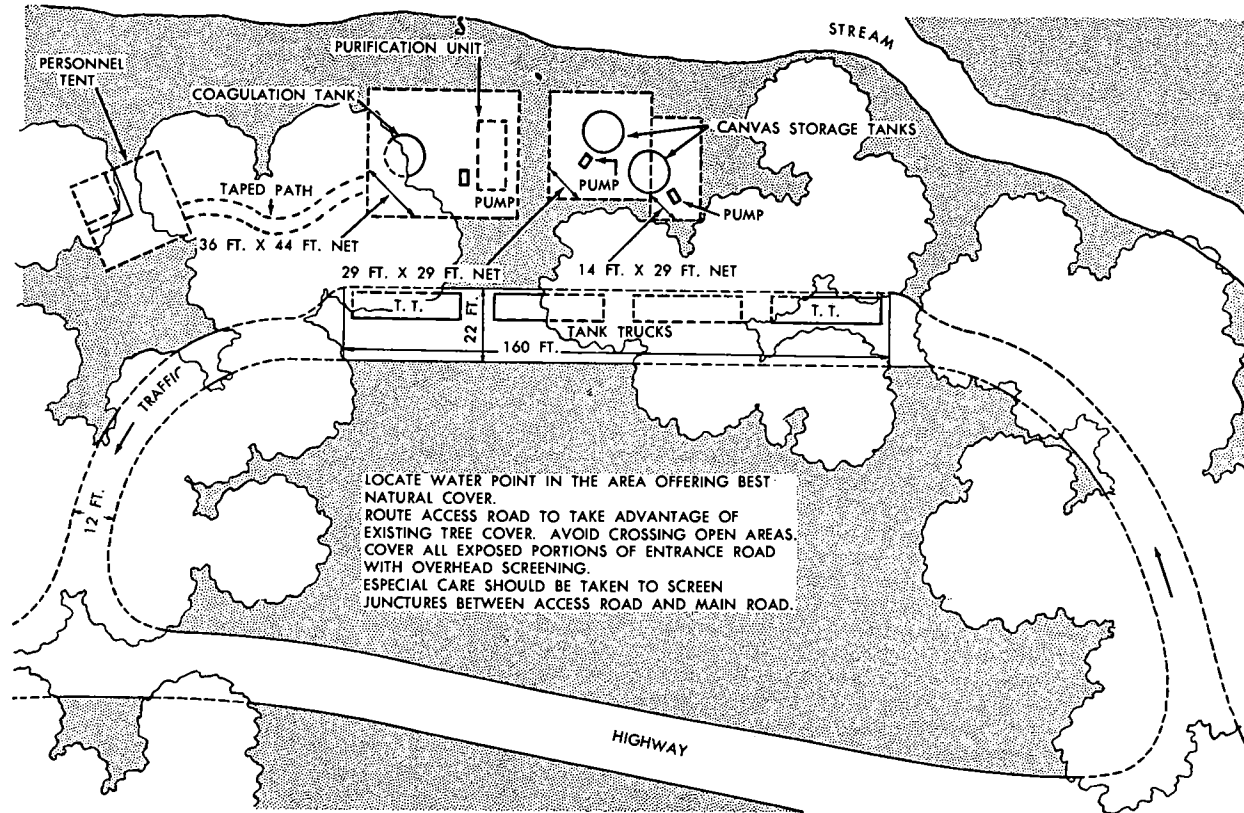 STREAM
PURIFICATION UNIT
PERSONNEL
TENT
COAGULATION TANK
CANVAS STORAGE TANKS
TAPED PATH
PUMP
PUMP
PUMP
36 FT. X 44 FT. NET
29 FT. X 29 FT. NET
14 FT. X 29 FT. NET
T. T.
22 FT.
TANK TRUCKS
T. T.
160 FT.
TRAFFIC
12 FT.
LOCATE WATER POINT IN THE AREA OFFERING BEST
NATURAL COVER.
ROUTE ACCESS ROAD TO TAKE ADVANTAGE OF
EXISTING TREE COVER. AVOID CROSSING OPEN AREAS.
COVER ALL EXPOSED PORTIONS OF ENTRANCE ROAD
WITH OVERHEAD SCREENING.
ESPECIAL CARE SHOULD BE TAKEN TO SCREEN
JUNCTURES BETWEEN ACCESS ROAD AND MAIN ROAD.
HIGHWAY